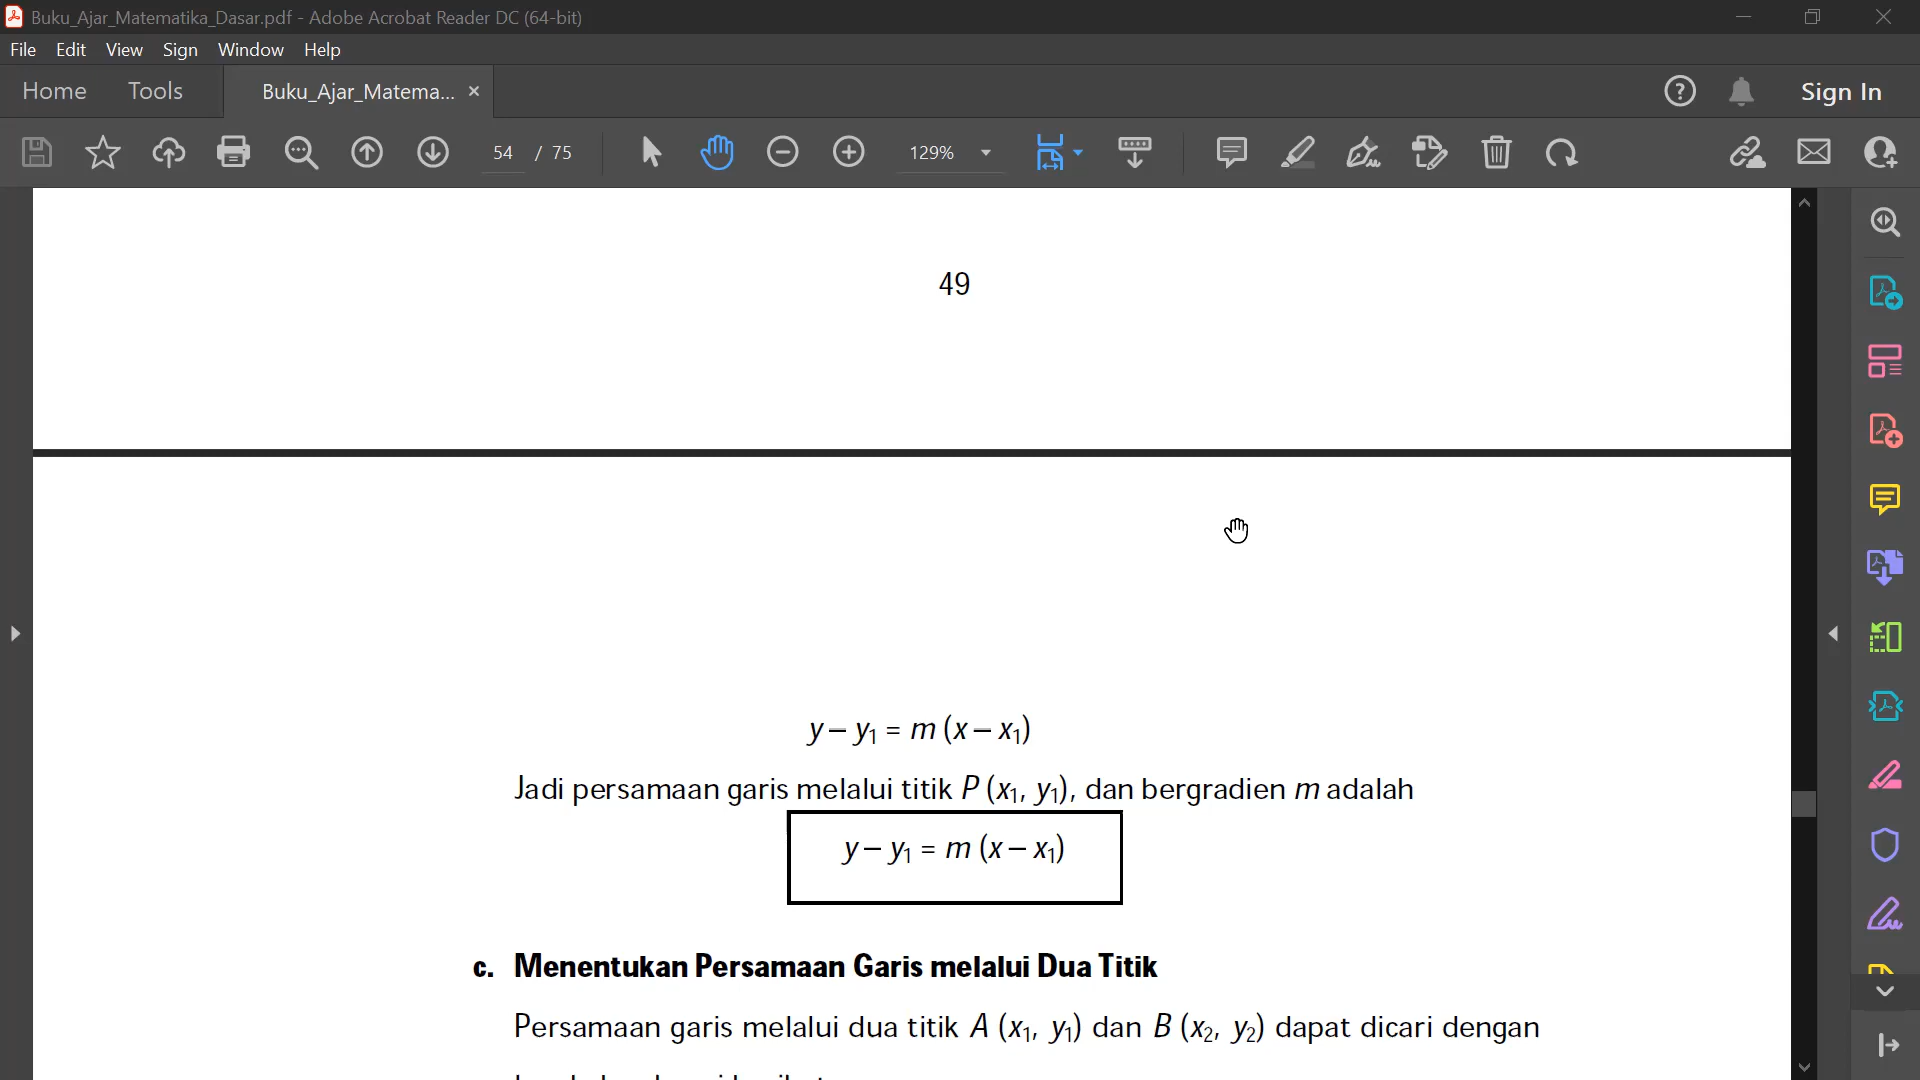 Buku_Ajar_Matematika_Dasar.pdf - Adobe Acrobat Reader DC (64-bit)
File Edit View Sign Window Help
Home Tools Buku_Ajar_Matema... × Sign In
54 / 75 129%
49
y – y₁ = m (x – x₁)
Jadi persamaan garis melalui titik P (x₁, y₁), dan bergradien m adalah
y – y₁ = m (x – x₁)
c. Menentukan Persamaan Garis melalui Dua Titik
Persamaan garis melalui dua titik A (x₁, y₁) dan B (x₂, y₂) dapat dicari dengan